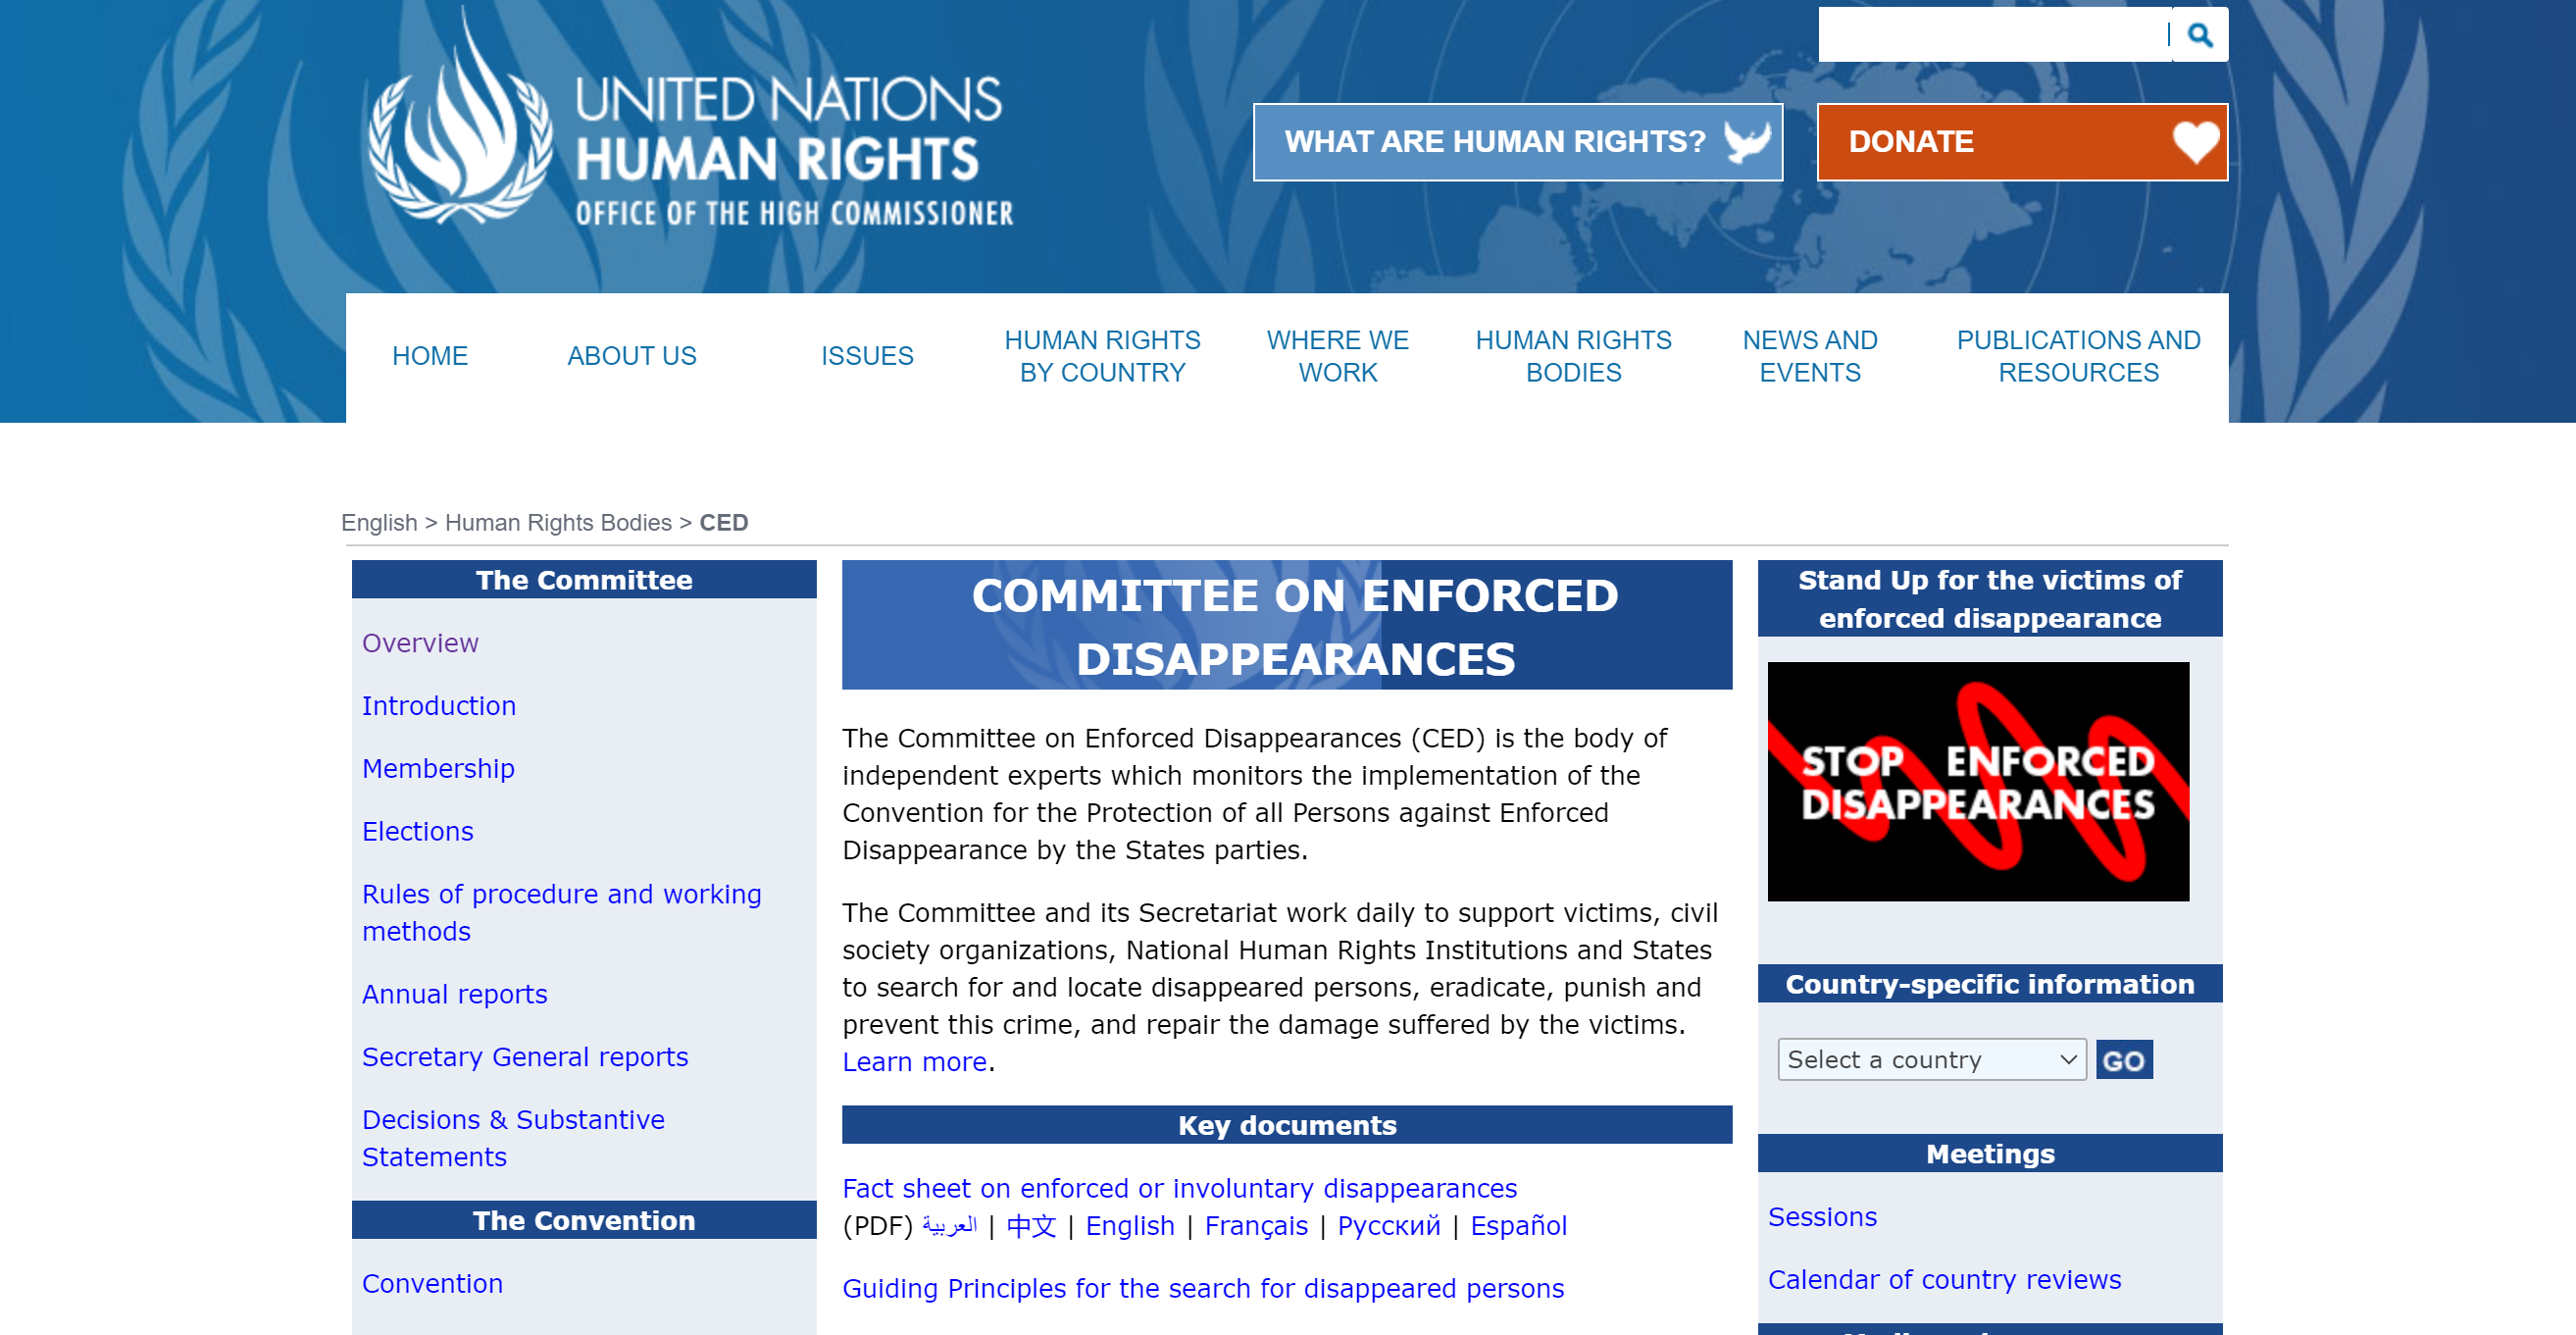 UNITED NATIONS
HUMAN RIGHTS
OFFICE OF THE HIGH COMMISSIONER
WHAT ARE HUMAN RIGHTS?
DONATE
HOME
ABOUT US
ISSUES
HUMAN RIGHTS
BY COUNTRY
WHERE WE
WORK
HUMAN RIGHTS
BODIES
NEWS AND
EVENTS
PUBLICATIONS AND
RESOURCES
English > Human Rights Bodies > CED
The Committee
Overview
Introduction
Membership
Elections
Rules of procedure and working
methods
Annual reports
Secretary General reports
Decisions & Substantive
Statements
The Convention
Convention
COMMITTEE ON ENFORCED
DISAPPEARANCES
The Committee on Enforced Disappearances (CED) is the body of
independent experts which monitors the implementation of the
Convention for the Protection of all Persons against Enforced
Disappearance by the States parties.
The Committee and its Secretariat work daily to support victims, civil
society organizations, National Human Rights Institutions and States
to search for and locate disappeared persons, eradicate, punish and
prevent this crime, and repair the damage suffered by the victims.
Learn more.
Key documents
Fact sheet on enforced or involuntary disappearances
(PDF) العربية | 中文 | English | Français | Русский | Español
Guiding Principles for the search for disappeared persons
Stand Up for the victims of
enforced disappearance
STOP ENFORCED
DISAPPEARANCES
Country-specific information
Select a country
GO
Meetings
Sessions
Calendar of country reviews